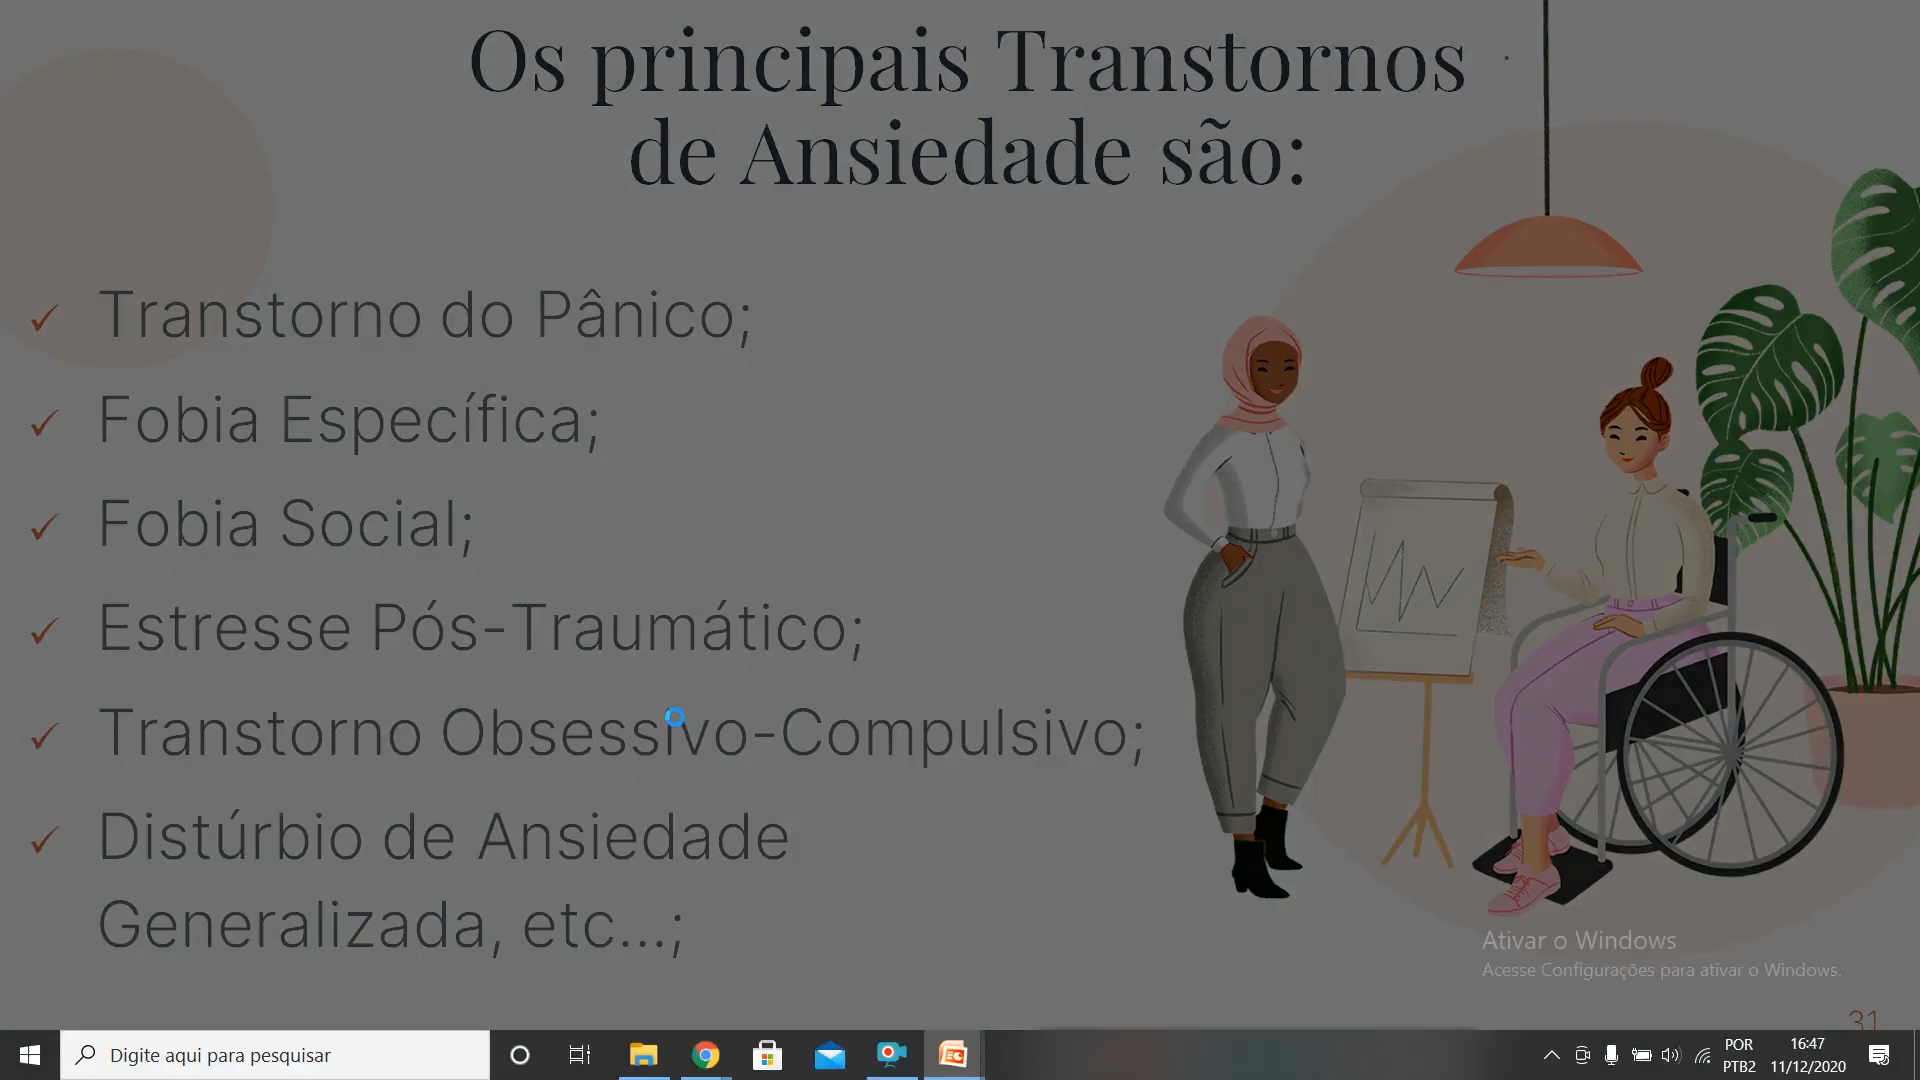 Os principais Transtornos
de Ansiedade são:
✓ Transtorno do Pânico;
✓ Fobia Específica;
✓ Fobia Social;
✓ Estresse Pós-Traumático;
✓ Transtorno Obsessivo-Compulsivo;
✓ Distúrbio de Ansiedade
Generalizada, etc...;
Ativar o Windows
Acesse Configurações para ativar o Windows.
31
Digite aqui para pesquisar
POR
PTB2
16:47
11/12/2020